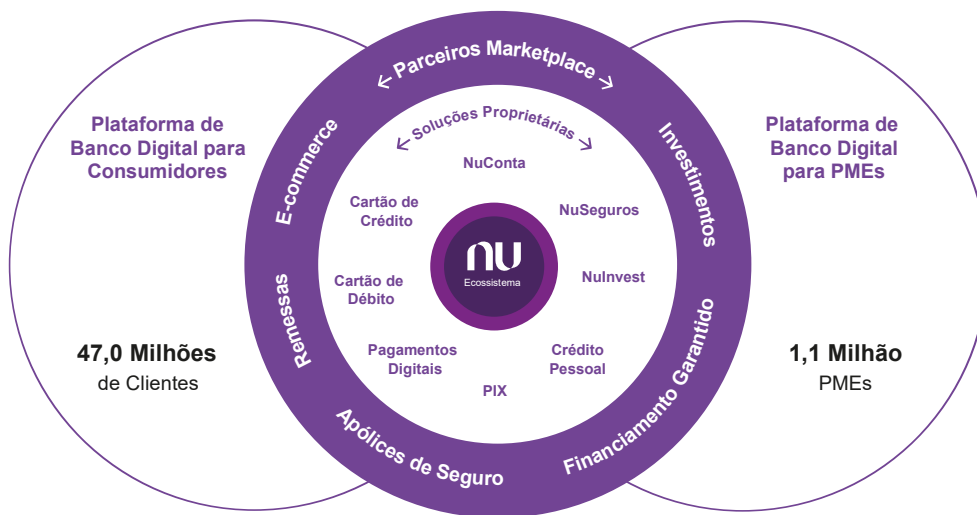 ← Parceiros Marketplace →
← Soluções Proprietárias →
Plataforma de
Banco Digital para
Consumidores
47,0 Milhões
de Clientes
E-commerce
Remessas
Apólices de Seguro
Financiamento Garantido
Investimentos
NuConta
Cartão de
Crédito
NuSeguros
nu
Ecossistema
Cartão de
Débito
NuInvest
Pagamentos
Digitais
Crédito
Pessoal
PIX
Plataforma de
Banco Digital
para PMEs
1,1 Milhão
PMEs